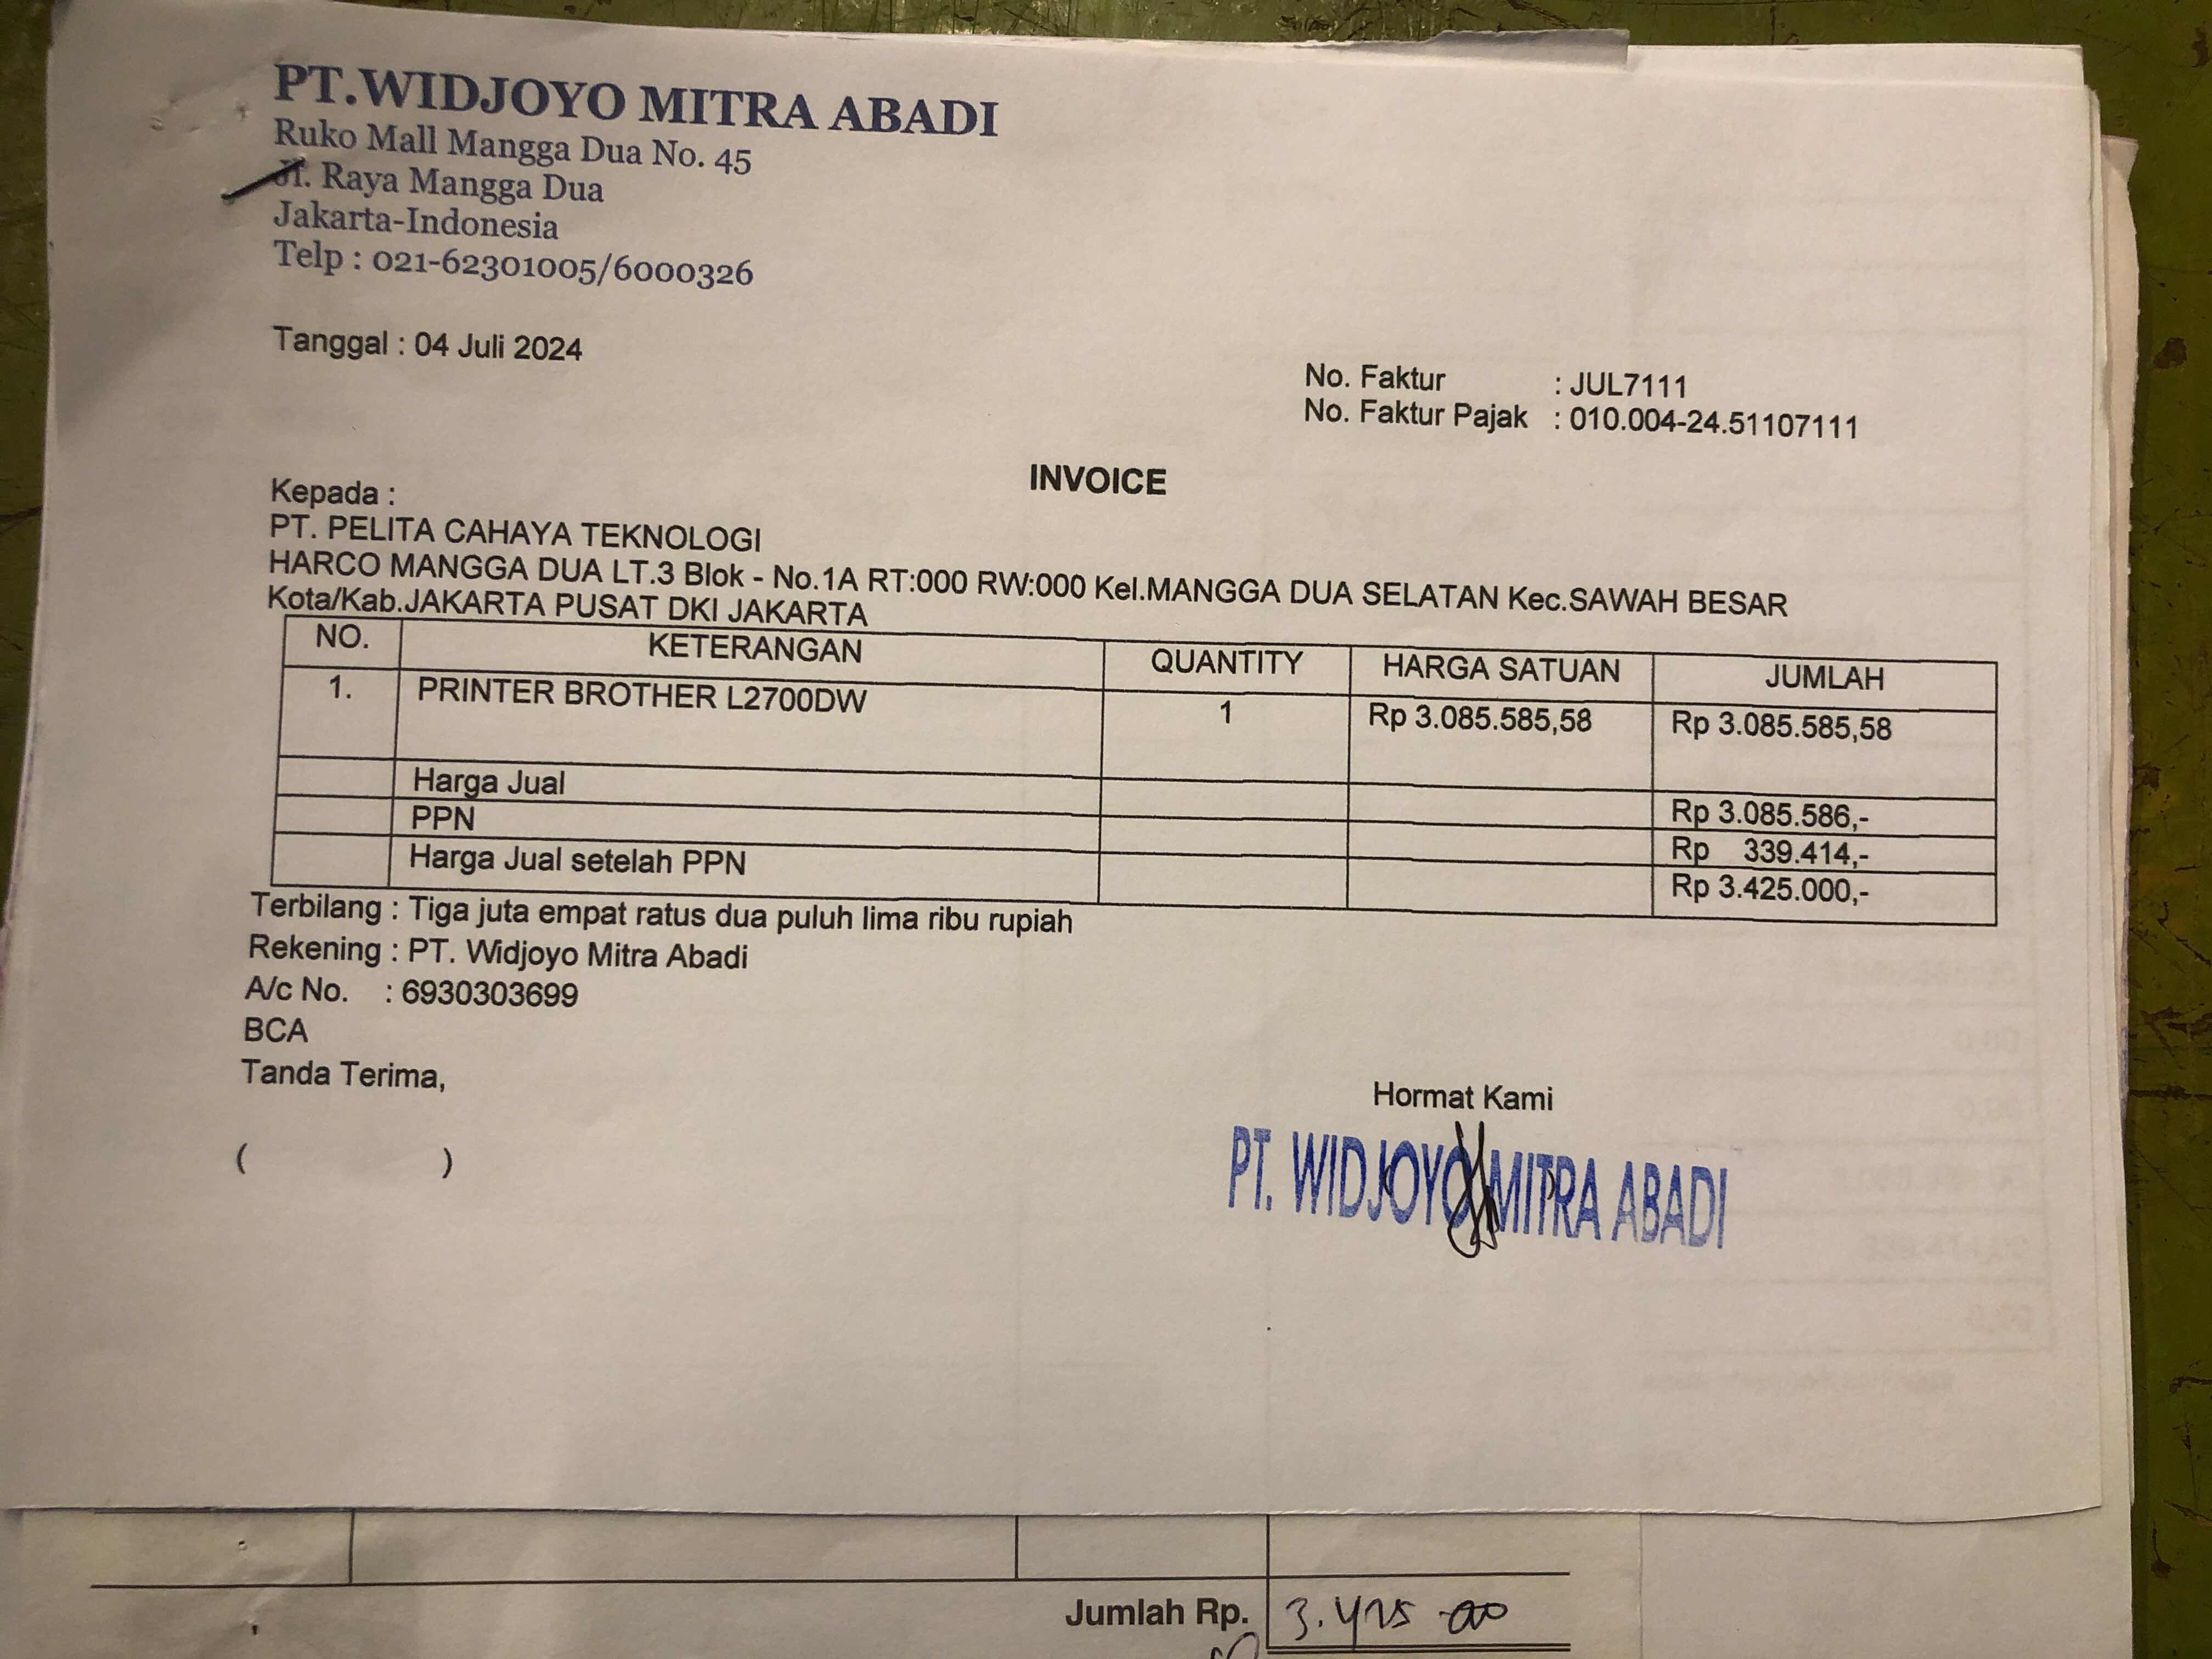 PT.WIDJOYO MITRA ABADI
Ruko Mall Mangga Dua No. 45
Jl. Raya Mangga Dua
Jakarta-Indonesia
Telp : 021-62301005/6000326
Tanggal : 04 Juli 2024
No. Faktur : JUL7111
No. Faktur Pajak : 010.004-24.51107111
INVOICE
Kepada :
PT. PELITA CAHAYA TEKNOLOGI
HARCO MANGGA DUA LT.3 Blok - No.1A RT:000 RW:000 Kel.MANGGA DUA SELATAN Kec.SAWAH BESAR
Kota/Kab.JAKARTA PUSAT DKI JAKARTA
NO. KETERANGAN QUANTITY HARGA SATUAN JUMLAH
1. PRINTER BROTHER L2700DW 1 Rp 3.085.585,58 Rp 3.085.585,58
Harga Jual Rp 3.085.586,-
PPN Rp 339.414,-
Harga Jual setelah PPN Rp 3.425.000,-
Terbilang : Tiga juta empat ratus dua puluh lima ribu rupiah
Rekening : PT. Widjoyo Mitra Abadi
A/c No. : 6930303699
BCA
Tanda Terima,
Hormat Kami
( )
PT. WIDJOYO MITRA ABADI
Jumlah Rp. 3.425